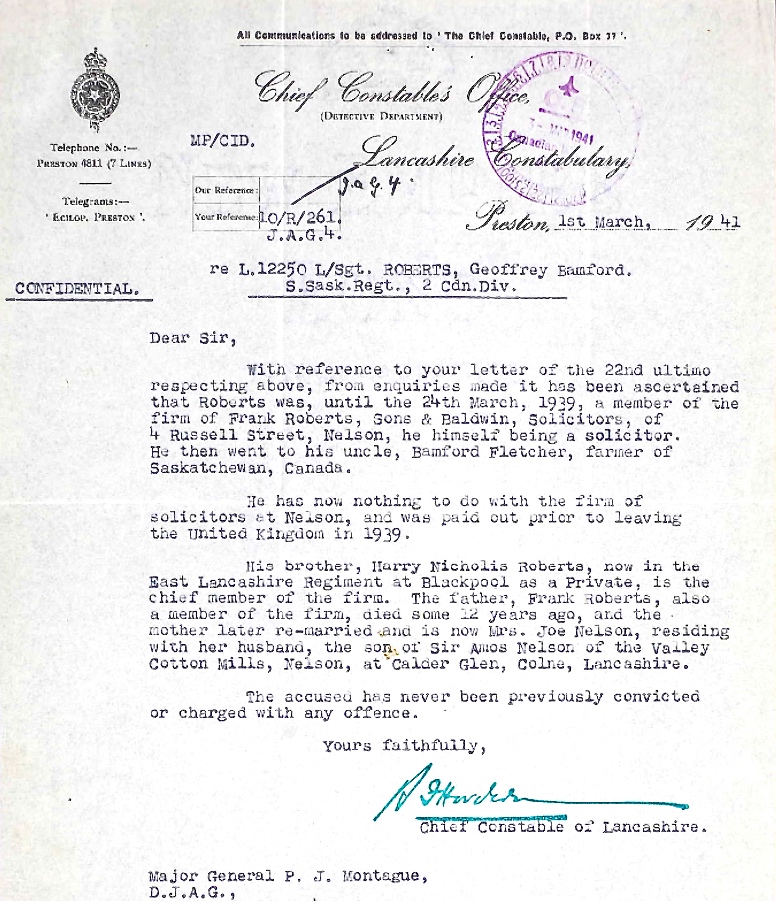 All Communications to be addressed to ' The Chief Constable, P.O. Box 77 '.
Chief Constable's Office,
(DETECTIVE DEPARTMENT)
Telephone No.:—
PRESTON 4811 (7 LINES)
Telegrams:—
' ECILOP, PRESTON '.
MP/CID.
Lancashire Constabulary,
1941
Our Reference:
J.a.G.4.
Your Reference: 10/R/261.
J.A.G.4.
Preston, 1st March, 1941
re L.12250 L/Sgt. ROBERTS, Geoffrey Bamford.
S.Sask.Regt., 2 Cdn.Div.
CONFIDENTIAL.
Dear Sir,
With reference to your letter of the 22nd ultimo
respecting above, from enquiries made it has been ascertained
that Roberts was, until the 24th March, 1939, a member of the
firm of Frank Roberts, Sons & Baldwin, Solicitors, of
4 Russell Street, Nelson, he himself being a solicitor.
He then went to his uncle, Bamford Fletcher, farmer of
Saskatchewan, Canada.
He has now nothing to do with the firm of
solicitors at Nelson, and was paid out prior to leaving
the United Kingdom in 1939.
His brother, Harry Nicholis Roberts, now in the
East Lancashire Regiment at Blackpool as a Private, is the
chief member of the firm. The father, Frank Roberts, also
a member of the firm, died some 12 years ago, and the
mother later re-married and is now Mrs. Joe Nelson, residing
with her husband, the son of Sir Amos Nelson of the Valley
Cotton Mills, Nelson, at Calder Glen, Colne, Lancashire.
The accused has never been previously convicted
or charged with any offence.
Yours faithfully,
Chief Constable of Lancashire.
Major General P. J. Montague,
D.J.A.G.,